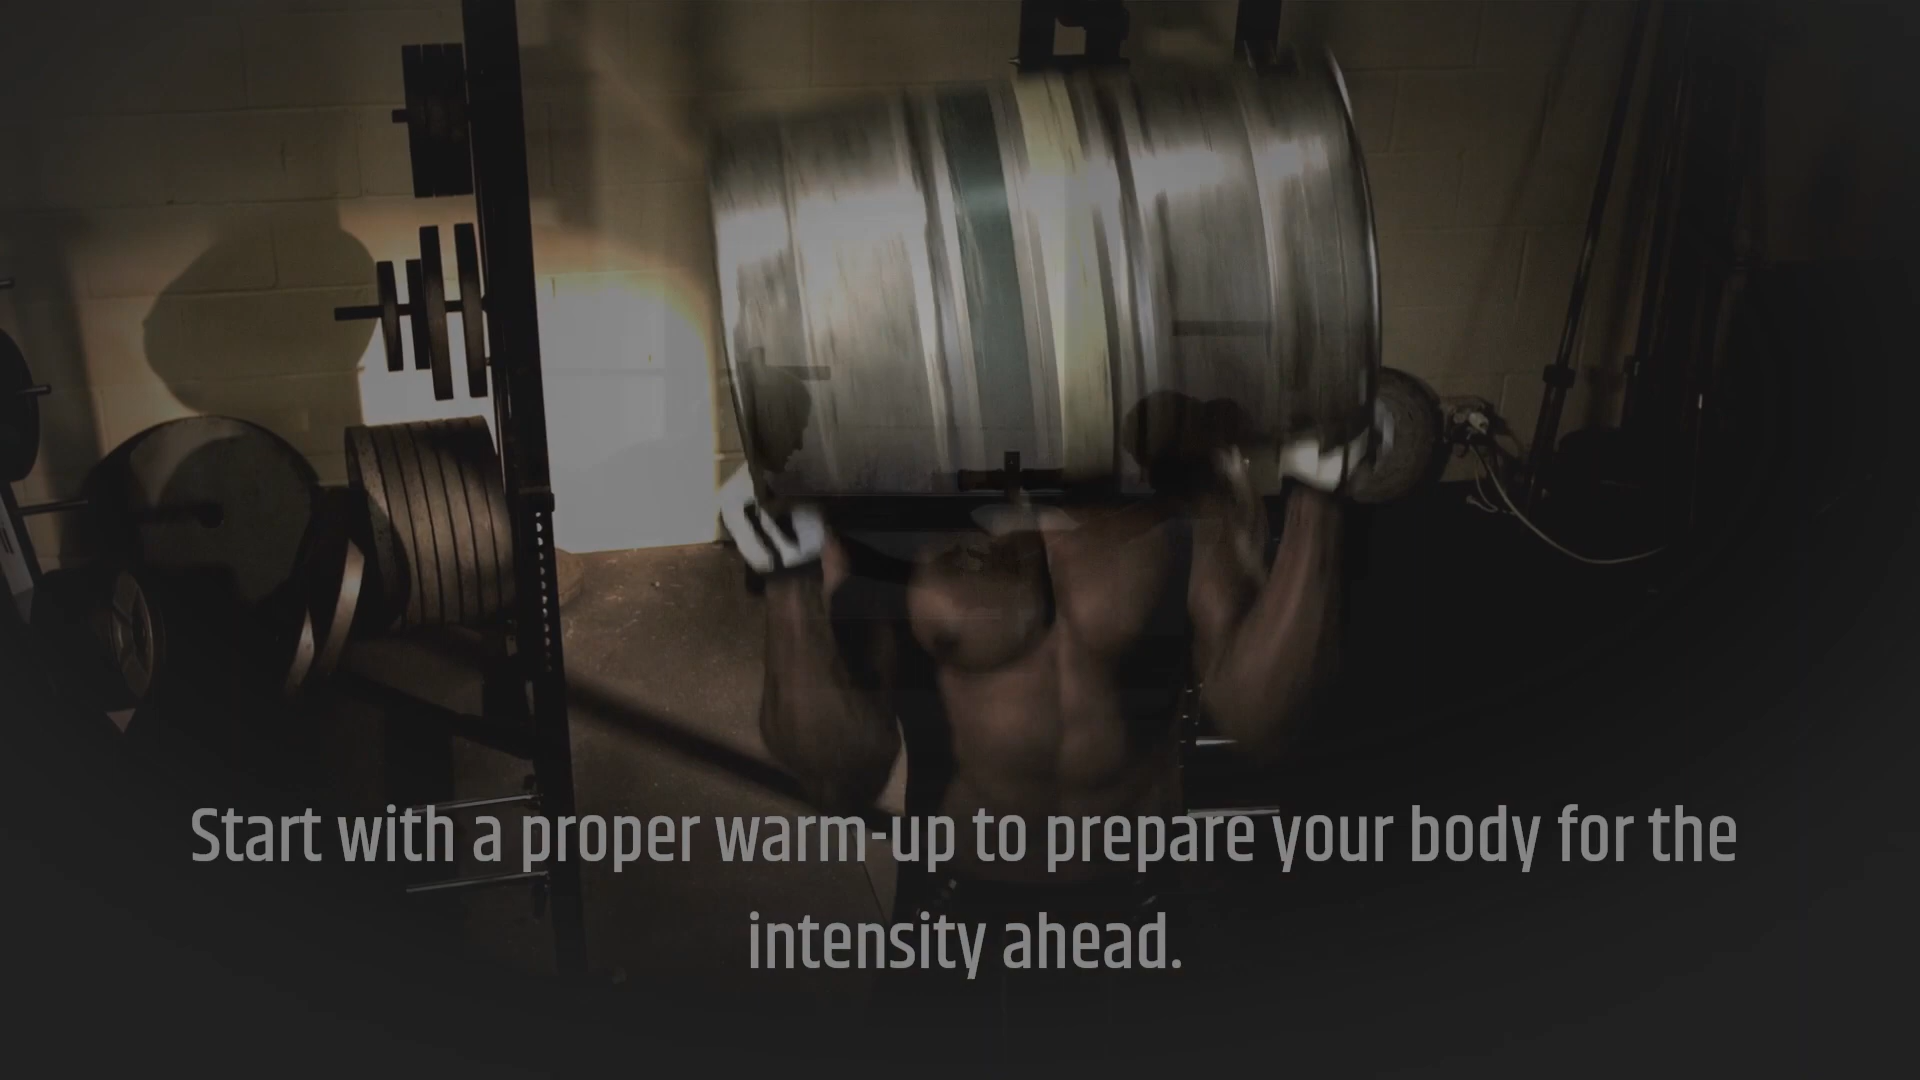 Start with a proper warm-up to prepare your body for the
intensity ahead.